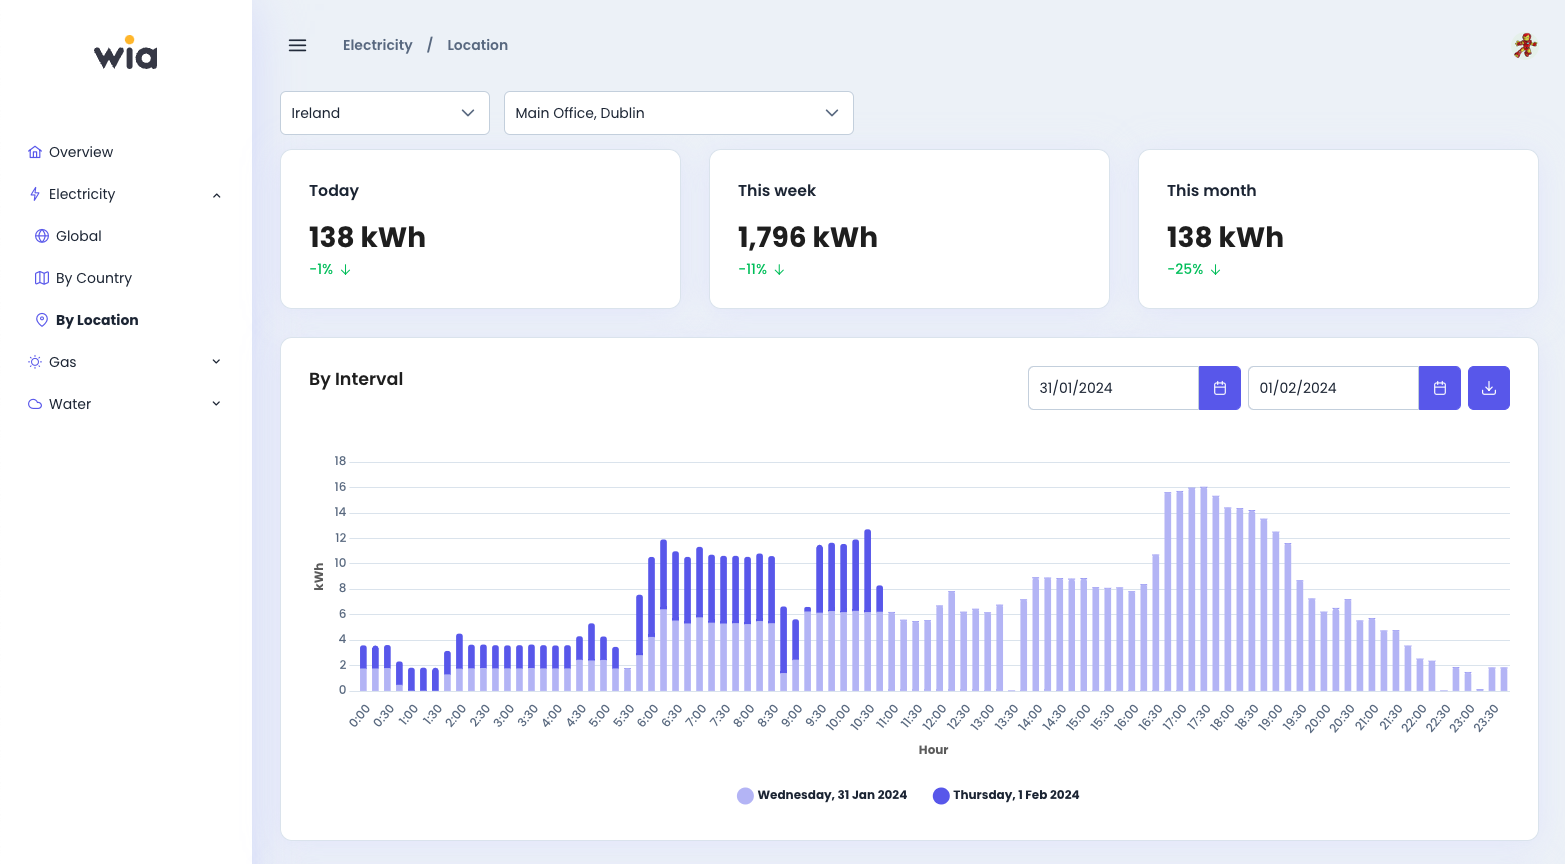 wia
Electricity / Location
Ireland
Main Office, Dublin
Overview
Electricity
Global
By Country
By Location
Gas
Water
Today
138 kWh
-1% ↓
This week
1,796 kWh
-11% ↓
This month
138 kWh
-25% ↓
By Interval
31/01/2024
01/02/2024
18
16
14
12
10
8
6
4
2
0
kWh
0:00 0:30 1:00 1:30 2:00 2:30 3:00 3:30 4:00 4:30 5:00 5:30 6:00 6:30 7:00 7:30 8:00 8:30 9:00 9:30 10:00 10:30 11:00 11:30 12:00 12:30 13:00 13:30 14:00 14:30 15:00 15:30 16:00 16:30 17:00 17:30 18:00 18:30 19:00 19:30 20:00 20:30 21:00 21:30 22:00 22:30 23:00 23:30
Hour
Wednesday, 31 Jan 2024
Thursday, 1 Feb 2024